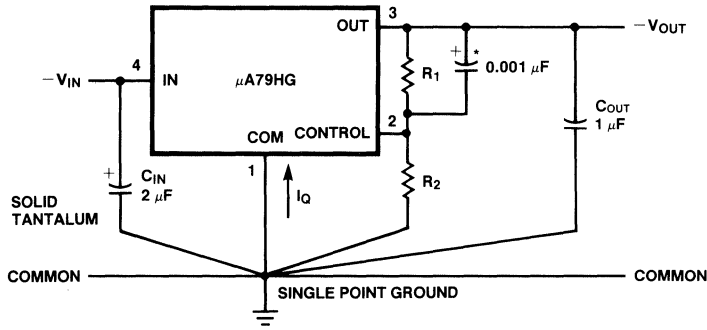 OUT
3
−VOUT
4
−VIN
IN
μA79HG
R1
+
*
0.001 μF
COUT
1 μF
2
CONTROL
COM
1
IQ
R2
+
CIN
2 μF
SOLID
TANTALUM
COMMON
COMMON
SINGLE POINT GROUND